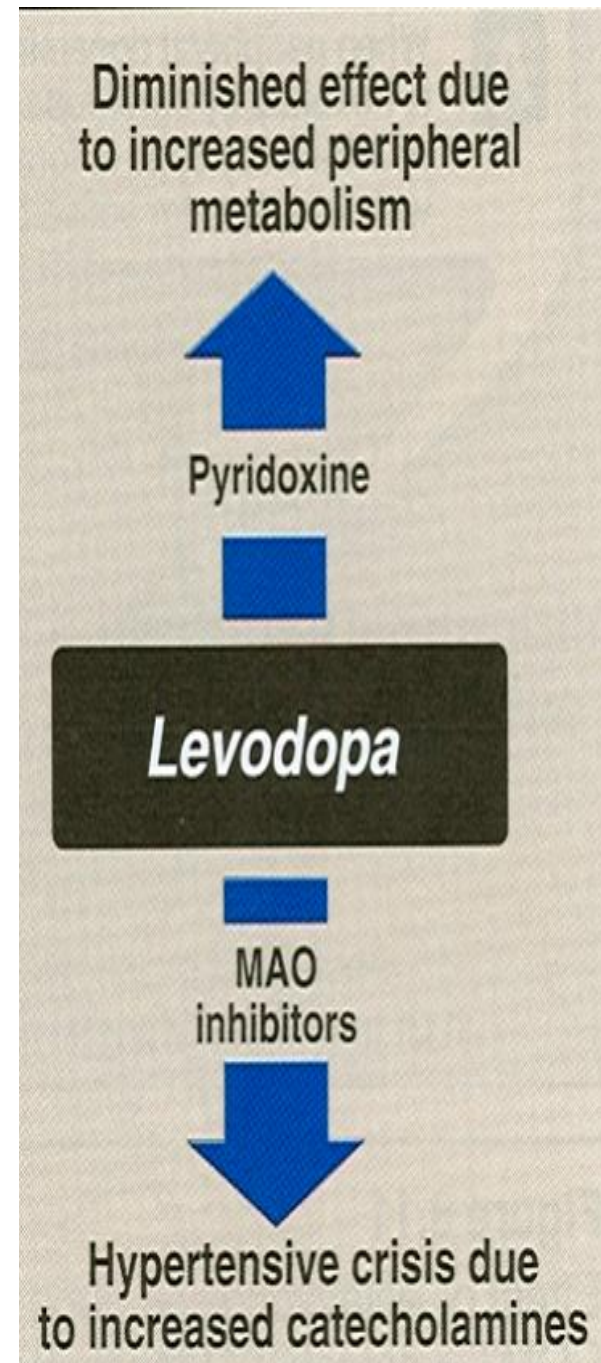 Diminished effect due
to increased peripheral
metabolism
Pyridoxine
Levodopa
MAO
inhibitors
Hypertensive crisis due
to increased catecholamines